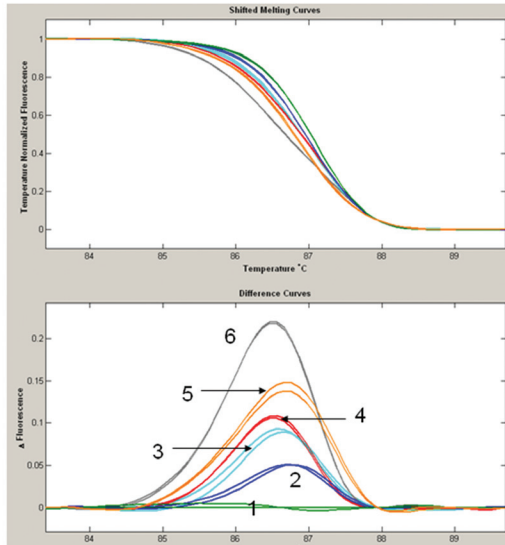 Shifted Melting Curves
Temperature Normalized Fluorescence
1
0.8
0.6
0.4
0.2
0
84 85 86 87 88 89
Temperature °C
Difference Curves
Δ Fluorescence
0.2
0.15
0.1
0.05
0
6
5
4
3
2
1
84 85 86 87 88 89